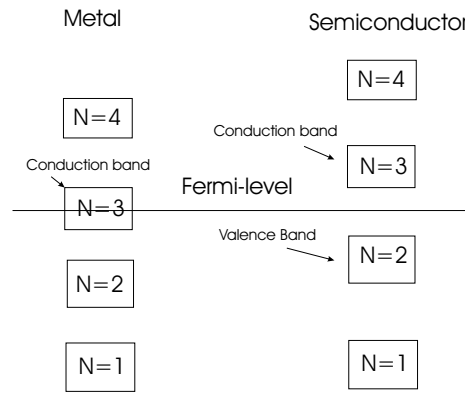 Metal
Semiconductor
N=4
N=4
Conduction band
Conduction band
N=3
Fermi-level
N=3
Valence Band
N=2
N=2
N=1
N=1